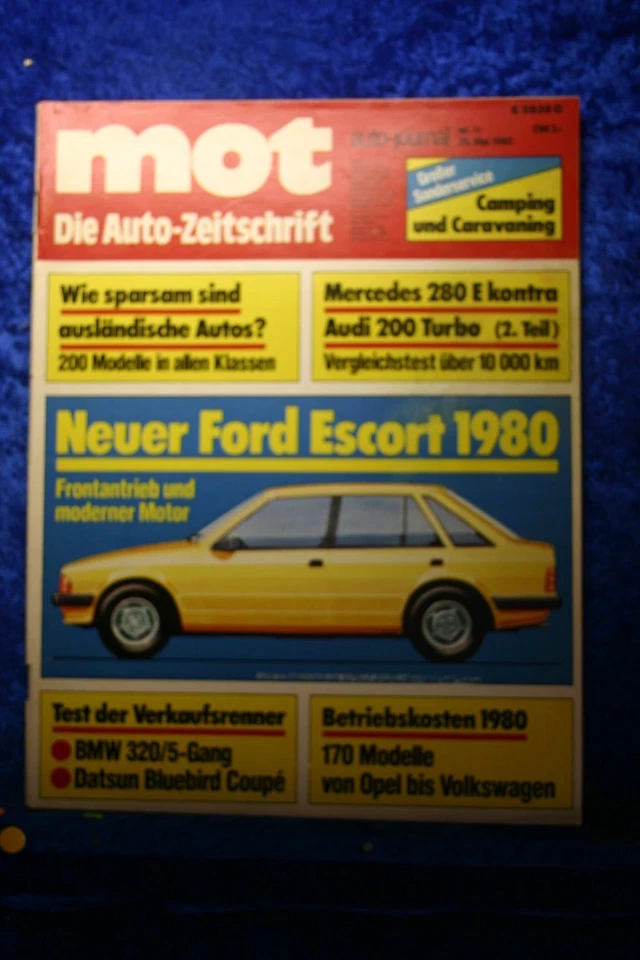 mot
auto-journal
Die Auto-Zeitschrift
Großer
Sonderservice
Camping
und Caravaning
Wie sparsam sind
ausländische Autos?
200 Modelle in allen Klassen
Mercedes 280 E kontra
Audi 200 Turbo (2. Teil)
Vergleichstest über 10 000 km
Neuer Ford Escort 1980
Frontantrieb und
moderner Motor
Test der Verkaufsrenner
BMW 320/5-Gang
Datsun Bluebird Coupé
Betriebskosten 1980
170 Modelle
von Opel bis Volkswagen